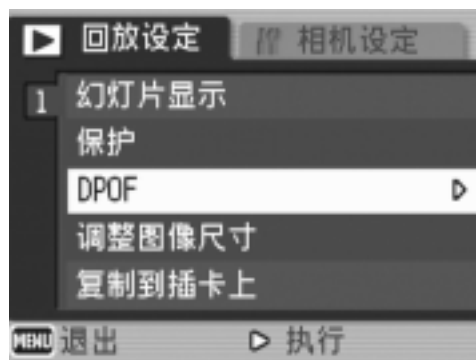 回放设定 相机设定
1 幻灯片显示
保护
DPOF
调整图像尺寸
复制到插卡上
MENU 退出 执行